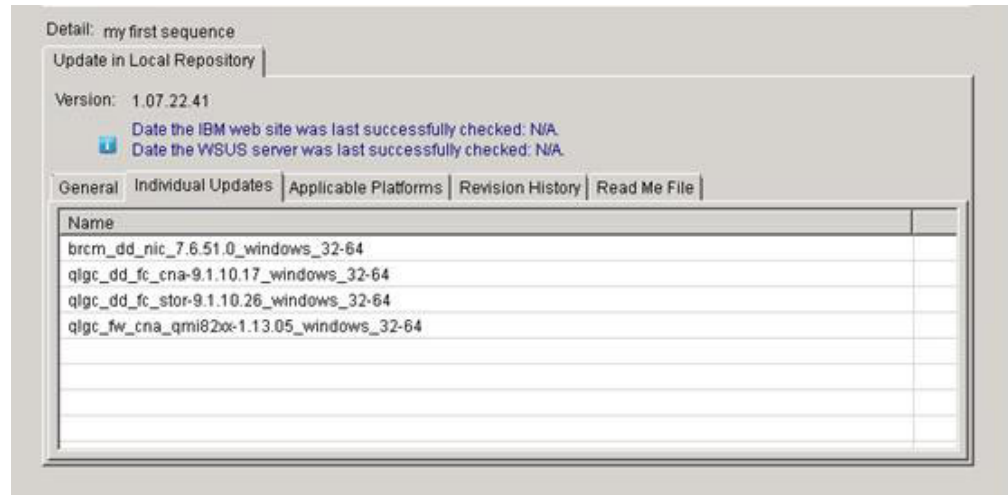 Detail: my first sequence
Update in Local Repository
Version: 1.07.22.41
Date the IBM web site was last successfully checked: N/A.
Date the WSUS server was last successfully checked: N/A.
General Individual Updates Applicable Platforms Revision History Read Me File
Name
brcm_dd_nic_7.6.51.0_windows_32-64
qlgc_dd_fc_cna-9.1.10.17_windows_32-64
qlgc_dd_fc_stor-9.1.10.26_windows_32-64
qlgc_fw_cna_qmi82xx-1.13.05_windows_32-64